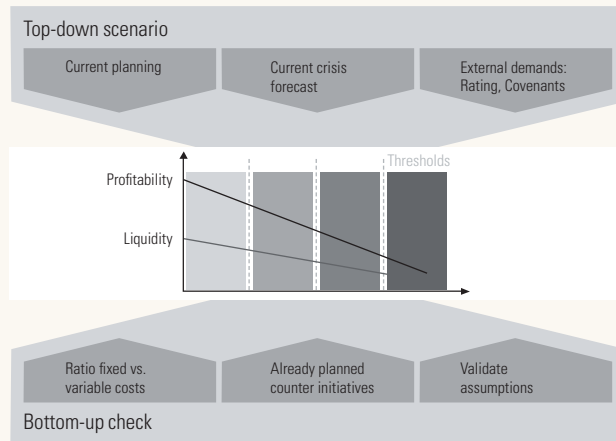 Top-down scenario
Current planning
Current crisis
forecast
External demands:
Rating, Covenants
Thresholds
Profitability
Liquidity
Ratio fixed vs.
variable costs
Already planned
counter initiatives
Validate
assumptions
Bottom-up check